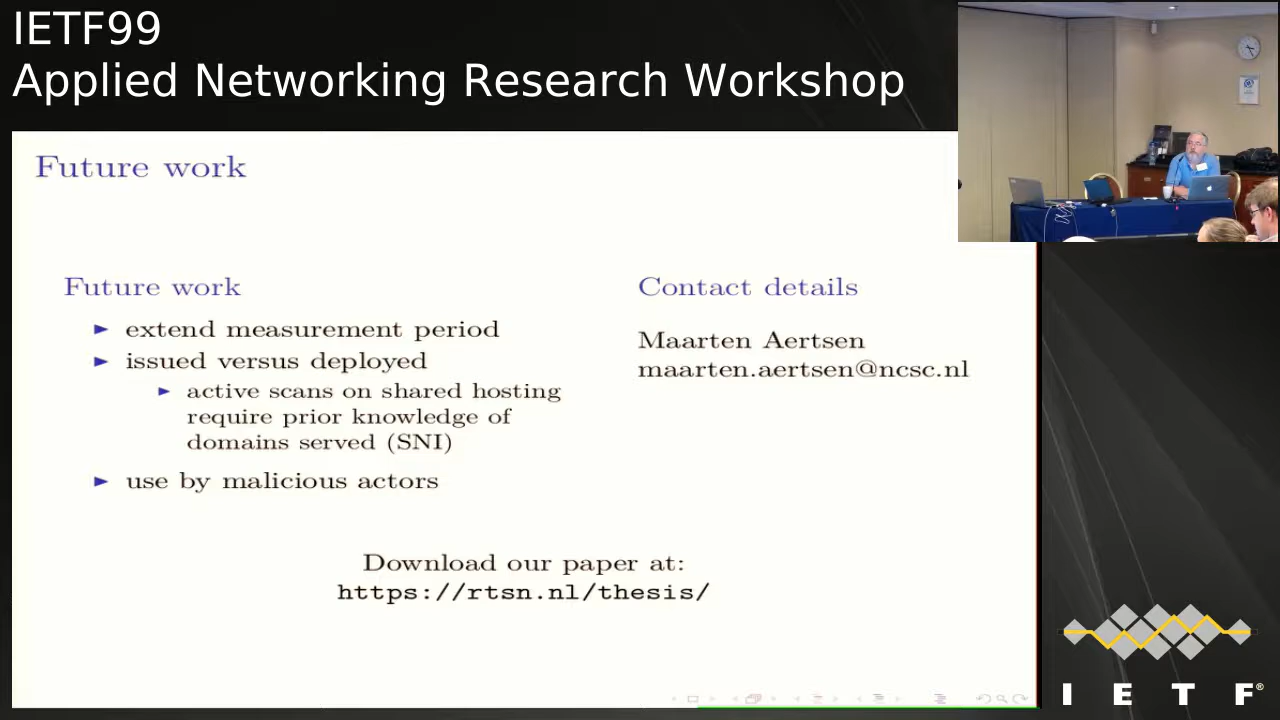 IETF99
Applied Networking Research Workshop
Future work
Future work
extend measurement period
issued versus deployed
active scans on shared hosting
require prior knowledge of
domains served (SNI)
use by malicious actors
Contact details
Maarten Aertsen
maarten.aertsen@ncsc.nl
Download our paper at:
https://rtsn.nl/thesis/
I E T F®